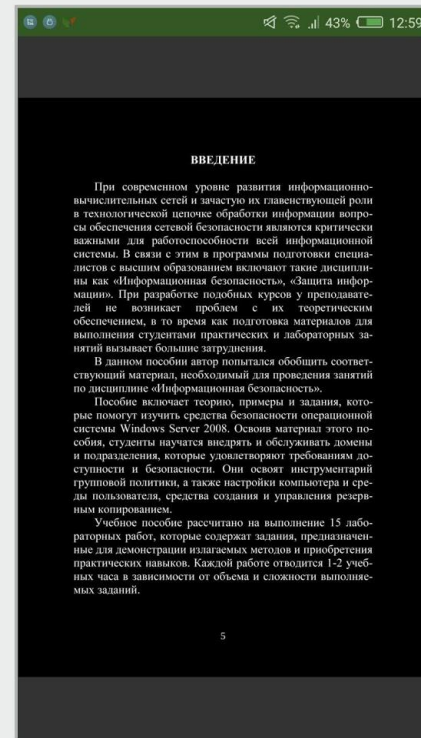 43% 12:59
ВВЕДЕНИЕ
При современном уровне развития информационно-
вычислительных сетей и зачастую их главенствующей роли
в технологической цепочке обработки информации вопро-
сы обеспечения сетевой безопасности являются критически
важными для работоспособности всей информационной
системы. В связи с этим в программы подготовки специа-
листов с высшим образованием включают такие дисципли-
ны как «Информационная безопасность», «Защита инфор-
мации». При разработке подобных курсов у преподавате-
лей не возникает проблем с их теоретическим
обеспечением, в то время как подготовка материалов для
выполнения студентами практических и лабораторных за-
нятий вызывает большие затруднения.
В данном пособии автор попытался обобщить соответ-
ствующий материал, необходимый для проведения занятий
по дисциплине «Информационная безопасность».
Пособие включает теорию, примеры и задания, кото-
рые помогут изучить средства безопасности операционной
системы Windows Server 2008. Освоив материал этого по-
собия, студенты научатся внедрять и обслуживать домены
и подразделения, которые удовлетворяют требованиям до-
ступности и безопасности. Они освоят инструментарий
групповой политики, а также настройки компьютера и сре-
ды пользователя, средства создания и управления резерв-
ным копированием.
Учебное пособие рассчитано на выполнение 15 лабо-
раторных работ, которые содержат задания, предназначен-
ные для демонстрации излагаемых методов и приобретения
практических навыков. Каждой работе отводится 1-2 учеб-
ных часа в зависимости от объема и сложности выполняе-
мых заданий.
5